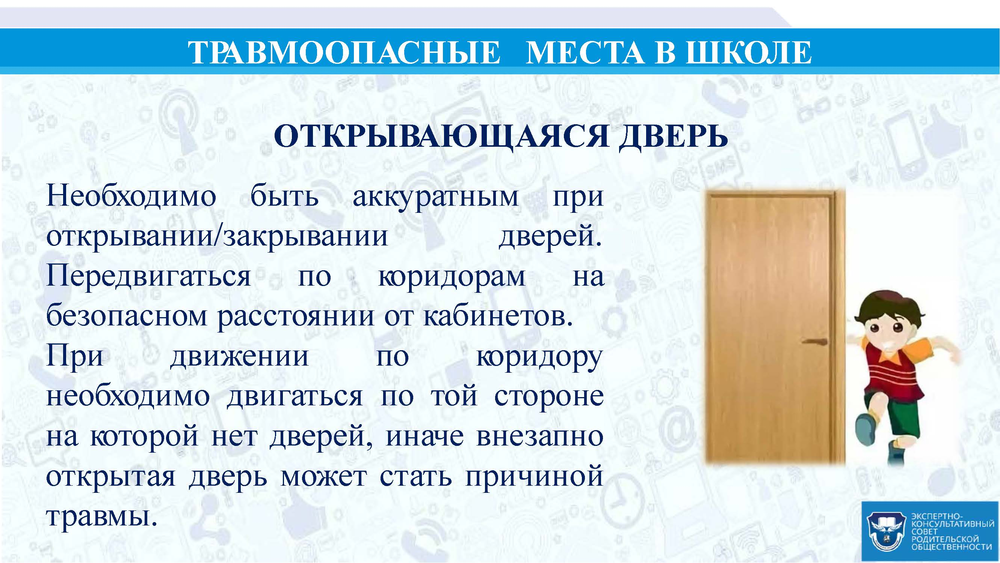 ТРАВМООПАСНЫЕ МЕСТА В ШКОЛЕ
ОТКРЫВАЮЩАЯСЯ ДВЕРЬ
Необходимо быть аккуратным при
открывании/закрывании дверей.
Передвигаться по коридорам на
безопасном расстоянии от кабинетов.
При движении по коридору
необходимо двигаться по той стороне
на которой нет дверей, иначе внезапно
открытая дверь может стать причиной
травмы.
ЭКСПЕРТНО-
КОНСУЛЬТАТИВНЫЙ
СОВЕТ
РОДИТЕЛЬСКОЙ
ОБЩЕСТВЕННОСТИ